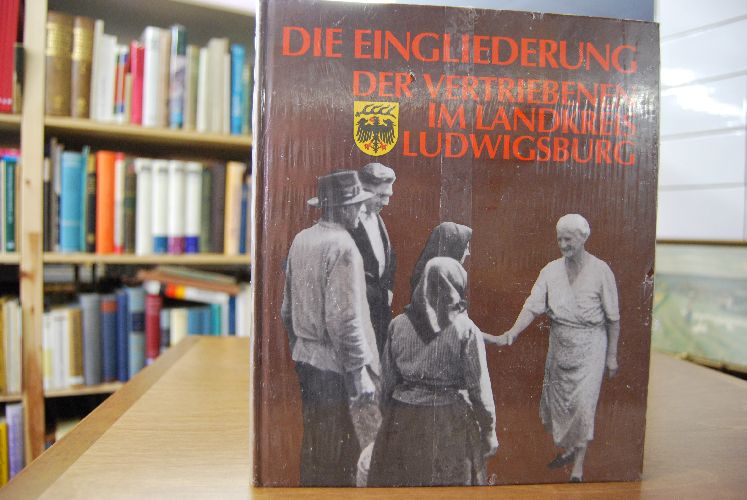 DIE EINGLIEDERUNG
DER VERTRIEBENEN
IM LANDKREIS
LUDWIGSBURG